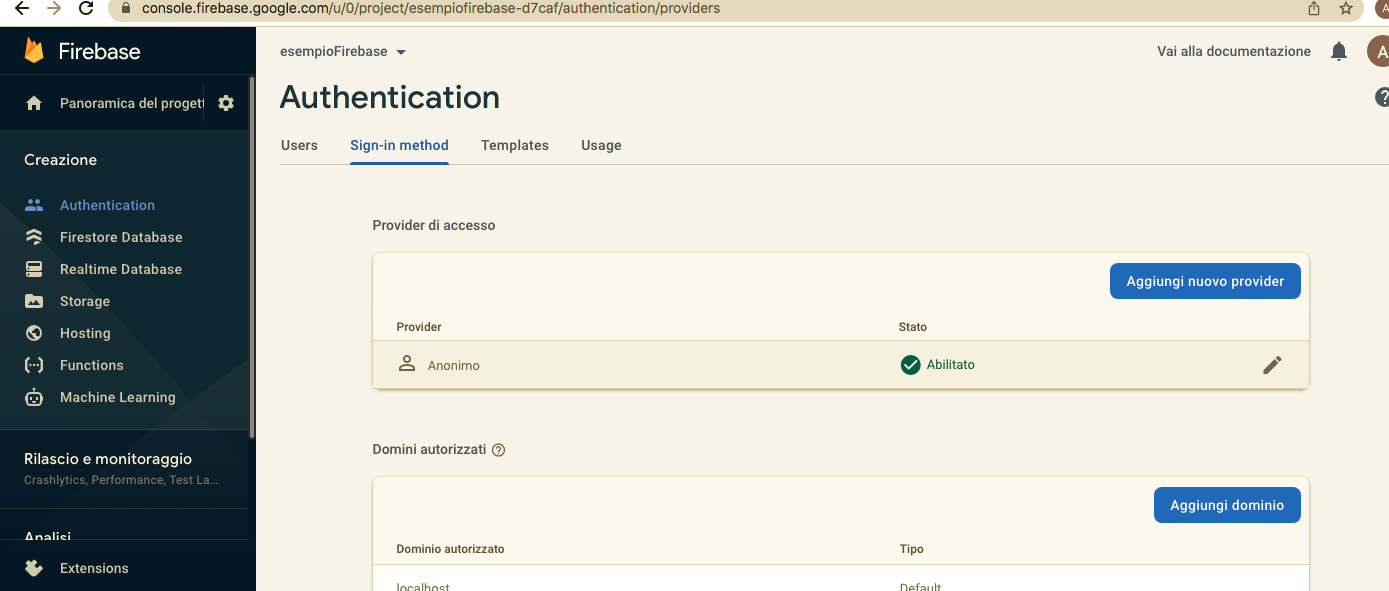 console.firebase.google.com/u/0/project/esempiofirebase-d7caf/authentication/providers
A
Firebase
esempioFirebase
Vai alla documentazione
A
Panoramica del proget
Authentication
?
Users
Sign-in method
Templates
Usage
Creazione
Authentication
Firestore Database
Realtime Database
Storage
Hosting
Functions
Machine Learning
Rilascio e monitoraggio
Crashlytics, Performance, Test La...
Analisi
Extensions
Provider di accesso
Aggiungi nuovo provider
Provider
Stato
Anonimo
Abilitato
Domini autorizzati ?
Aggiungi dominio
Dominio autorizzato
Tipo
localhost
Default